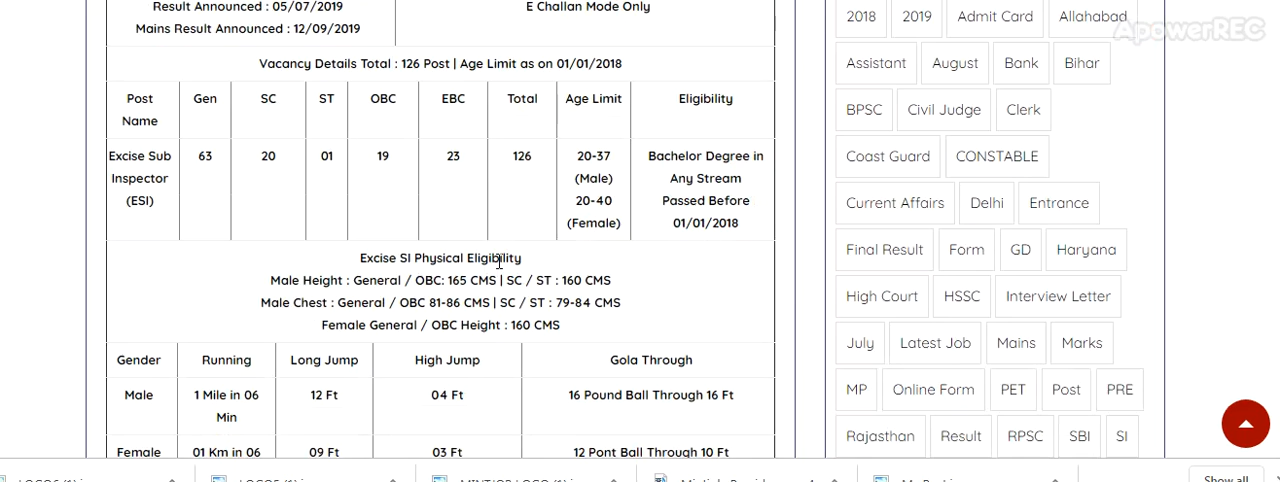 Result Announced : 05/07/2019
Mains Result Announced : 12/09/2019
E Challan Mode Only
Vacancy Details Total : 126 Post | Age Limit as on 01/01/2018
Post Name
Gen
SC
ST
OBC
EBC
Total
Age Limit
Eligibility
Excise Sub
Inspector
(ESI)
63
20
01
19
23
126
20-37
(Male)
20-40
(Female)
Bachelor Degree in
Any Stream
Passed Before
01/01/2018
Excise SI Physical Eligibility
Male Height : General / OBC: 165 CMS | SC / ST : 160 CMS
Male Chest : General / OBC 81-86 CMS | SC / ST : 79-84 CMS
Female General / OBC Height : 160 CMS
Gender
Running
Long Jump
High Jump
Gola Through
Male
1 Mile in 06
Min
12 Ft
04 Ft
16 Pound Ball Through 16 Ft
Female
01 Km in 06
09 Ft
03 Ft
12 Pont Ball Through 10 Ft
2018 2019 Admit Card Allahabad
ApowerREC
Assistant August Bank Bihar
BPSC Civil Judge Clerk
Coast Guard CONSTABLE
Current Affairs Delhi Entrance
Final Result Form GD Haryana
High Court HSSC Interview Letter
July Latest Job Mains Marks
MP Online Form PET Post PRE
Rajasthan Result RPSC SBI SI
Show all